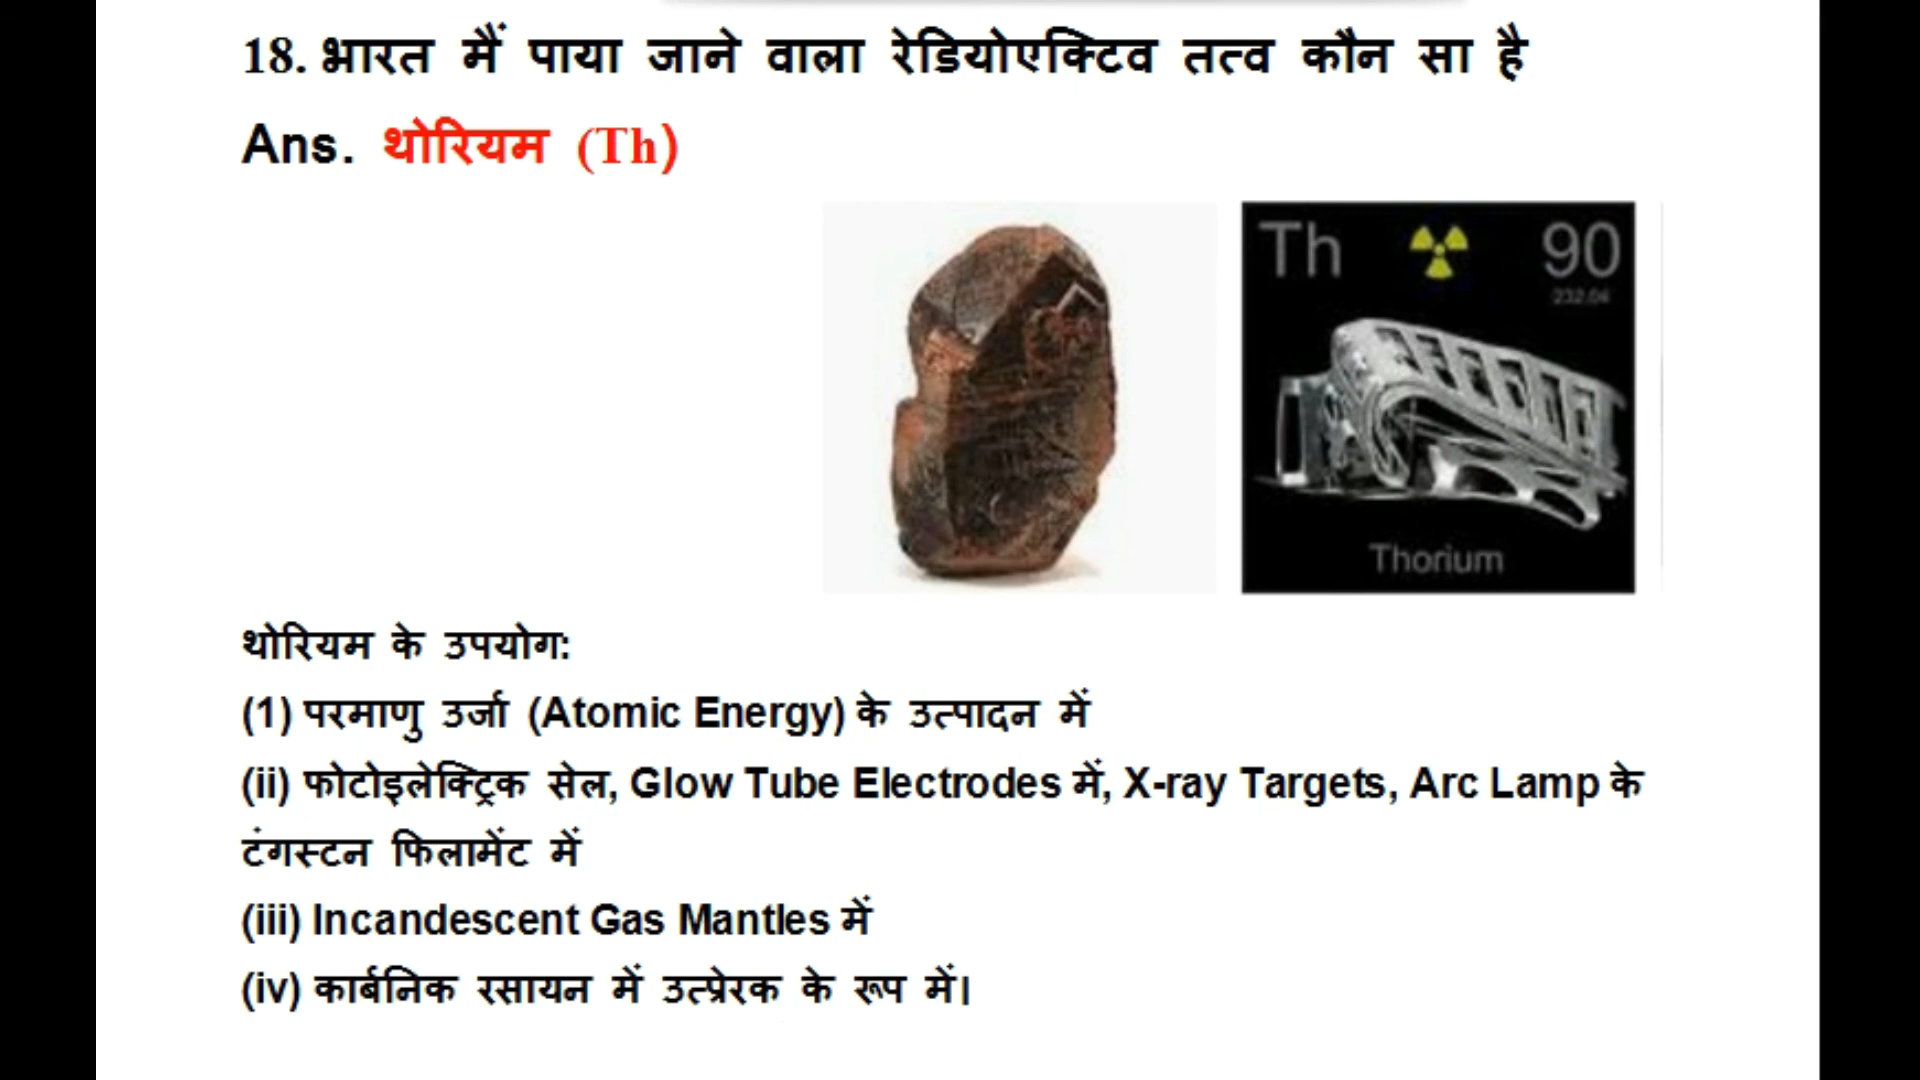 18. भारत मैं पाया जाने वाला रेडियोएक्टिव तत्व कौन सा है
Ans. थोरियम (Th)
Th 90
232.04
Thorium
थोरियम के उपयोग:
(1) परमाणु उर्जा (Atomic Energy) के उत्पादन में
(ii) फोटोइलेक्ट्रिक सेल, Glow Tube Electrodes में, X-ray Targets, Arc Lamp के
टंगस्टन फिलामेंट में
(iii) Incandescent Gas Mantles में
(iv) कार्बनिक रसायन में उत्प्रेरक के रूप में।